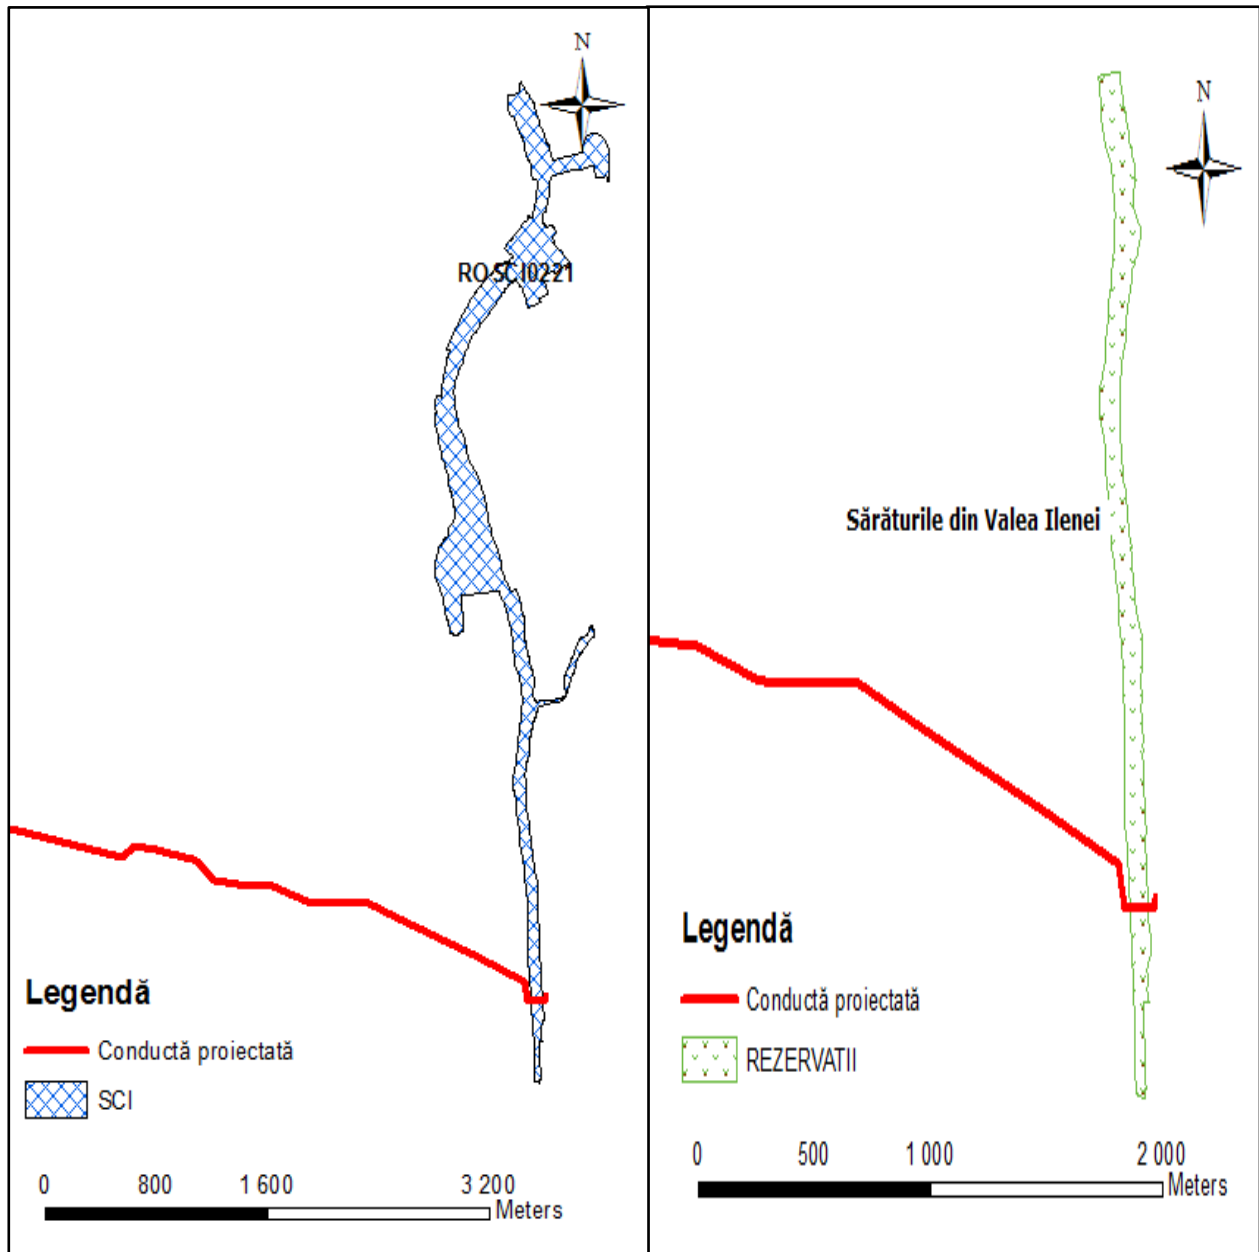 N
ROSCI0221
Legendă
Conductă proiectată
SCI
0 800 1 600 3 200
Meters
N
Sărăturile din Valea Ilenei
Legendă
Conductă proiectată
REZERVATII
0 500 1 000 2 000
Meters